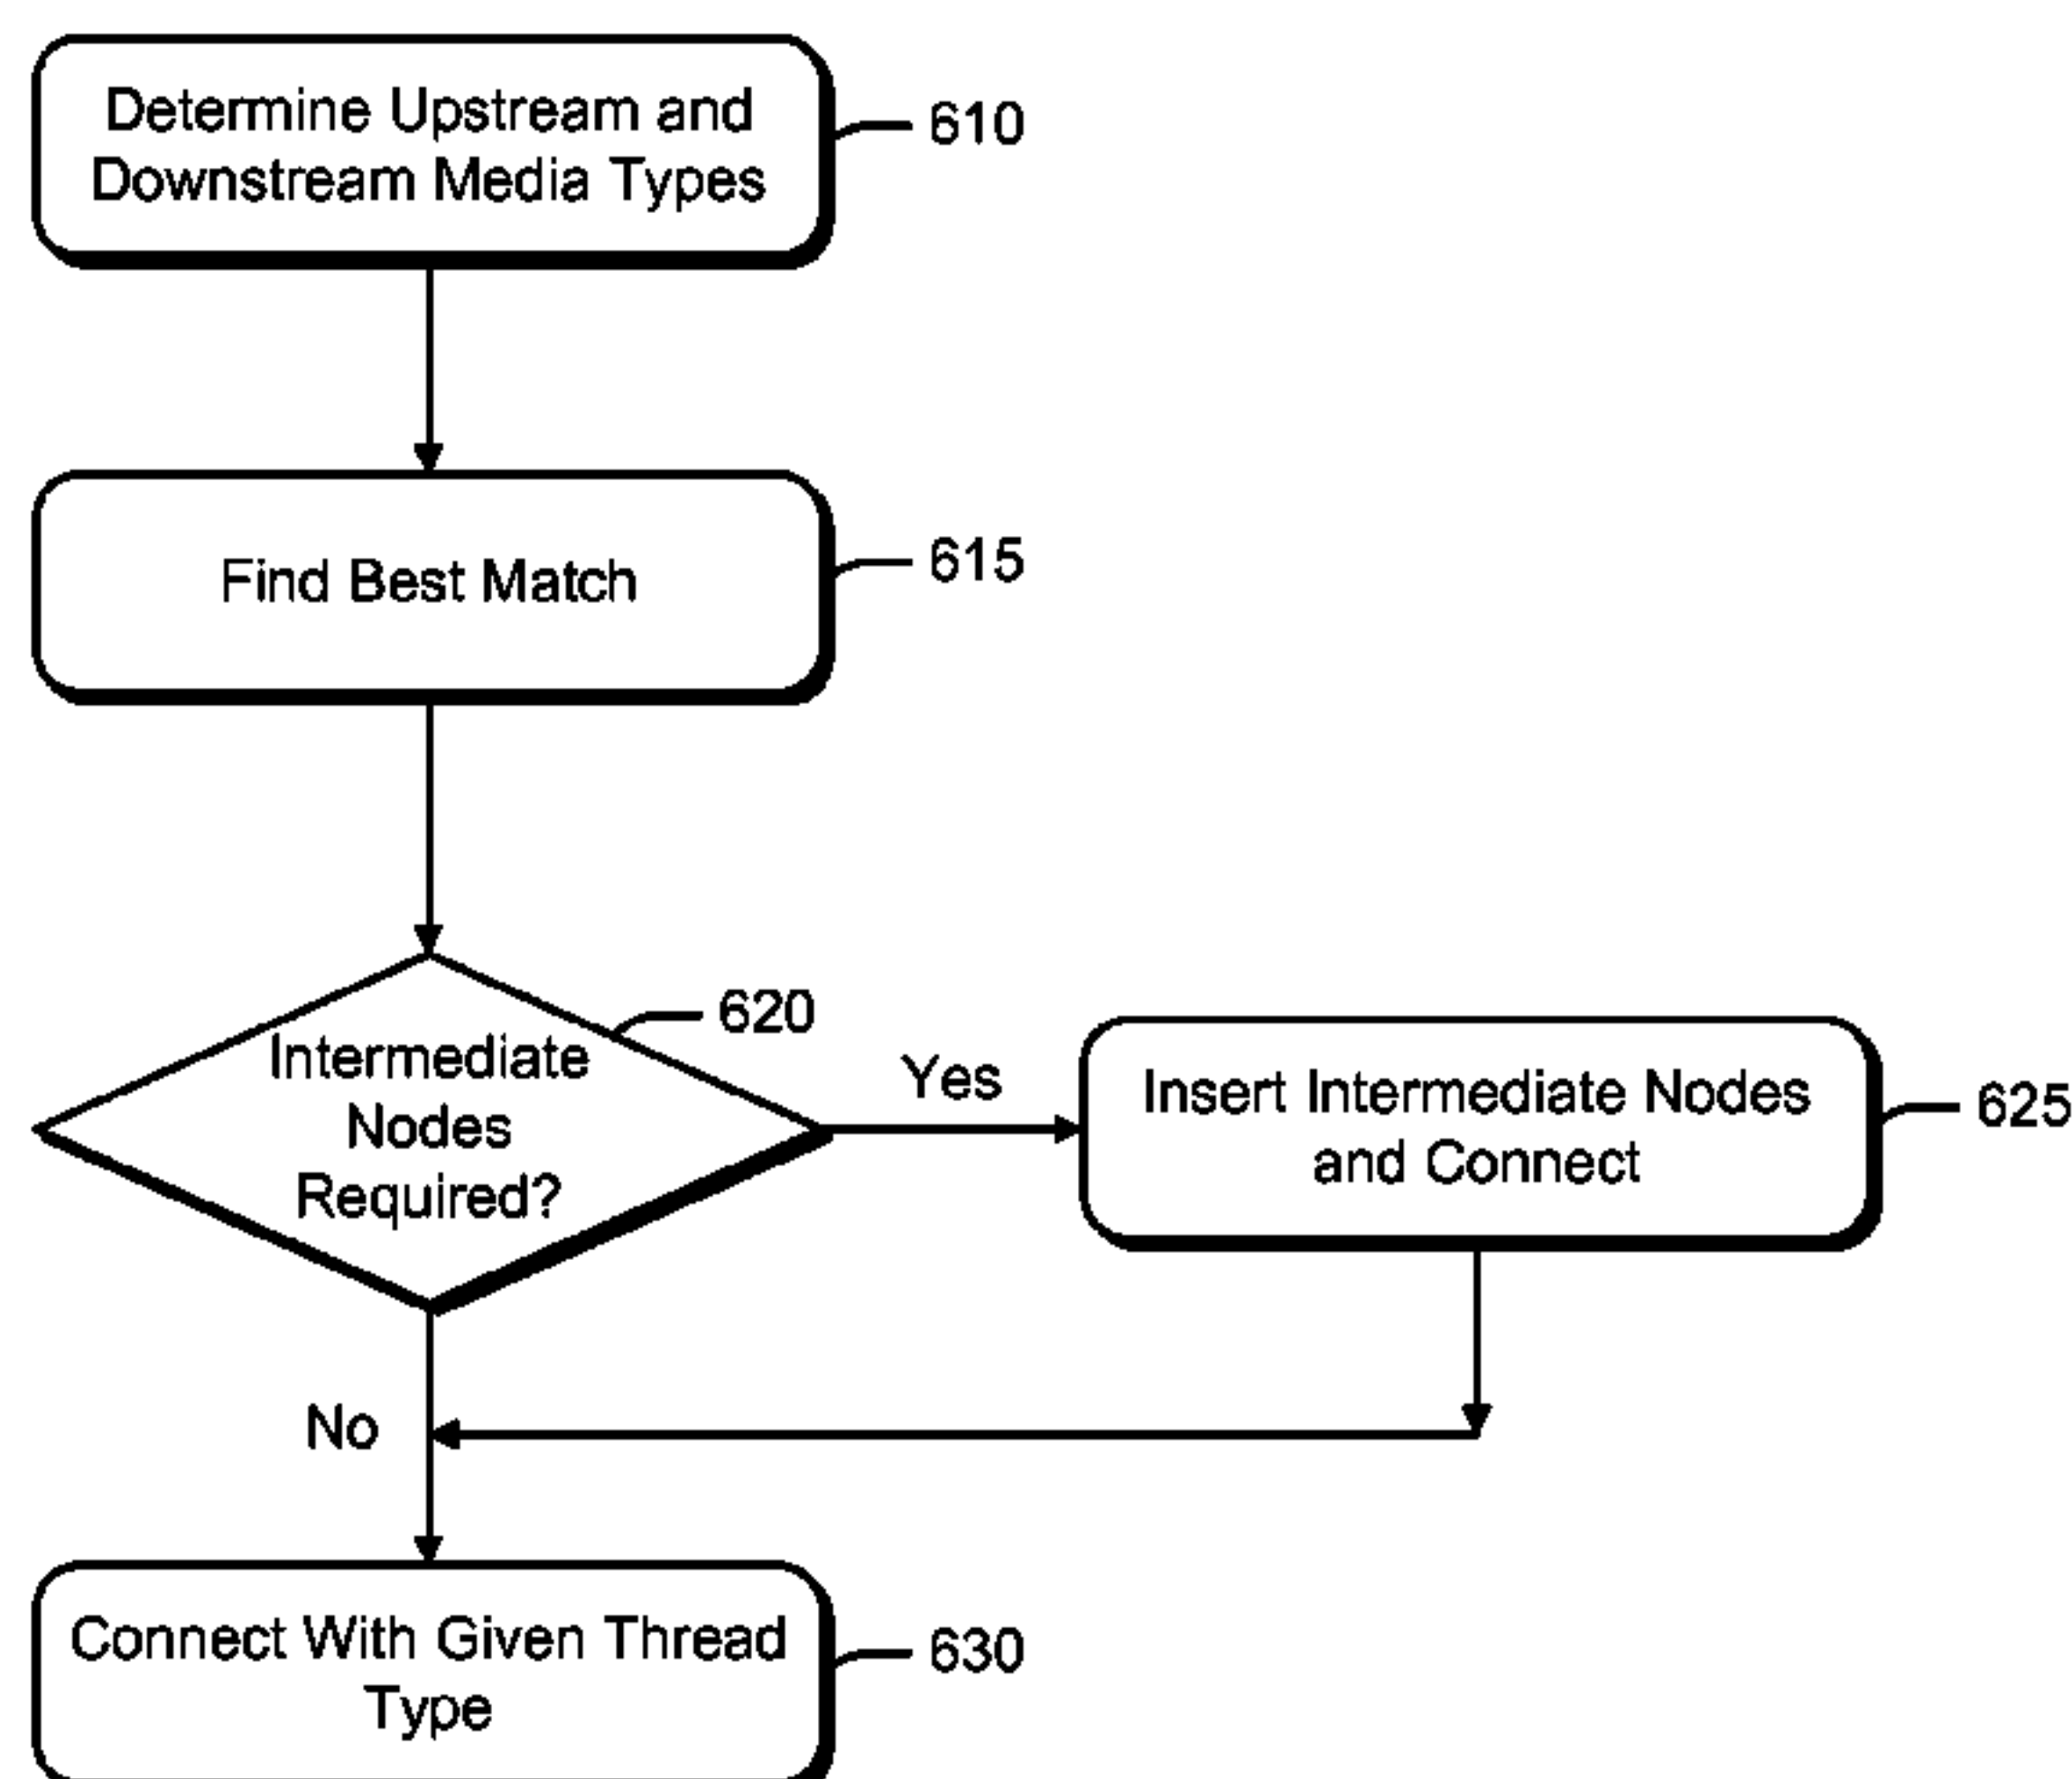 Determine Upstream and
Downstream Media Types
610
Find Best Match
615
620
Intermediate
Nodes
Required?
Yes
Insert Intermediate Nodes
and Connect
625
No
Connect With Given Thread
Type
630